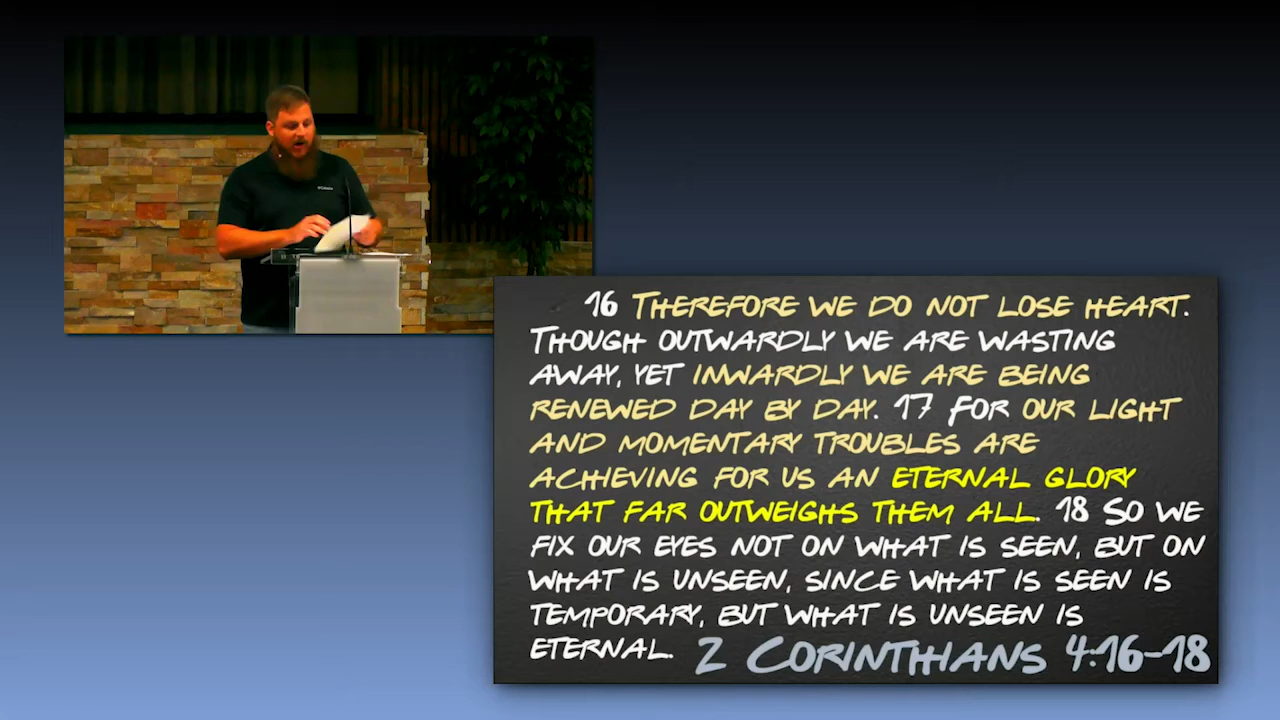 16 THEREFORE WE DO NOT LOSE HEART.
THOUGH OUTWARDLY WE ARE WASTING
AWAY, YET INWARDLY WE ARE BEING
RENEWED DAY BY DAY. 17 FOR OUR LIGHT
AND MOMENTARY TROUBLES ARE
ACHIEVING FOR US AN ETERNAL GLORY
THAT FAR OUTWEIGHS THEM ALL. 18 SO WE
FIX OUR EYES NOT ON WHAT IS SEEN, BUT ON
WHAT IS UNSEEN, SINCE WHAT IS SEEN IS
TEMPORARY, BUT WHAT IS UNSEEN IS
ETERNAL.
2 CORINTHIANS 4:16-18